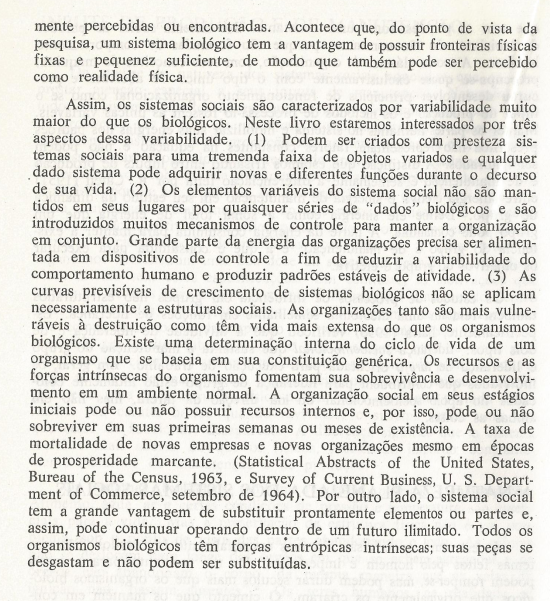 mente percebidas ou encontradas. Acontece que, do ponto de vista da
pesquisa, um sistema biológico tem a vantagem de possuir fronteiras físicas
fixas e pequenez suficiente, de modo que também pode ser percebido
como realidade física.
Assim, os sistemas sociais são caracterizados por variabilidade muito
maior do que os biológicos. Neste livro estaremos interessados por três
aspectos dessa variabilidade. (1) Podem ser criados com presteza sis-
temas sociais para uma tremenda faixa de objetos variados e qualquer
dado sistema pode adquirir novas e diferentes funções durante o decurso
de sua vida. (2) Os elementos variáveis do sistema social não são man-
tidos em seus lugares por quaisquer séries de "dados" biológicos e são
introduzidos muitos mecanismos de controle para manter a organização
em conjunto. Grande parte da energia das organizações precisa ser alimen-
tada em dispositivos de controle a fim de reduzir a variabilidade do
comportamento humano e produzir padrões estáveis de atividade. (3) As
curvas previsíveis de crescimento de sistemas biológicos não se aplicam
necessariamente a estruturas sociais. As organizações tanto são mais vulne-
ráveis à destruição como têm vida mais extensa do que os organismos
biológicos. Existe uma determinação interna do ciclo de vida de um
organismo que se baseia em sua constituição genérica. Os recursos e as
forças intrínsecas do organismo fomentam sua sobrevivência e desenvolvi-
mento em um ambiente normal. A organização social em seus estágios
iniciais pode ou não possuir recursos internos e, por isso, pode ou não
sobreviver em suas primeiras semanas ou meses de existência. A taxa de
mortalidade de novas empresas e novas organizações mesmo em épocas
de prosperidade marcante. (Statistical Abstracts of the United States,
Bureau of the Census, 1963, e Survey of Current Business, U. S. Depart-
ment of Commerce, setembro de 1964). Por outro lado, o sistema social
tem a grande vantagem de substituir prontamente elementos ou partes e,
assim, pode continuar operando dentro de um futuro ilimitado. Todos os
organismos biológicos têm forças entrópicas intrínsecas; suas peças se
desgastam e não podem ser substituídas.